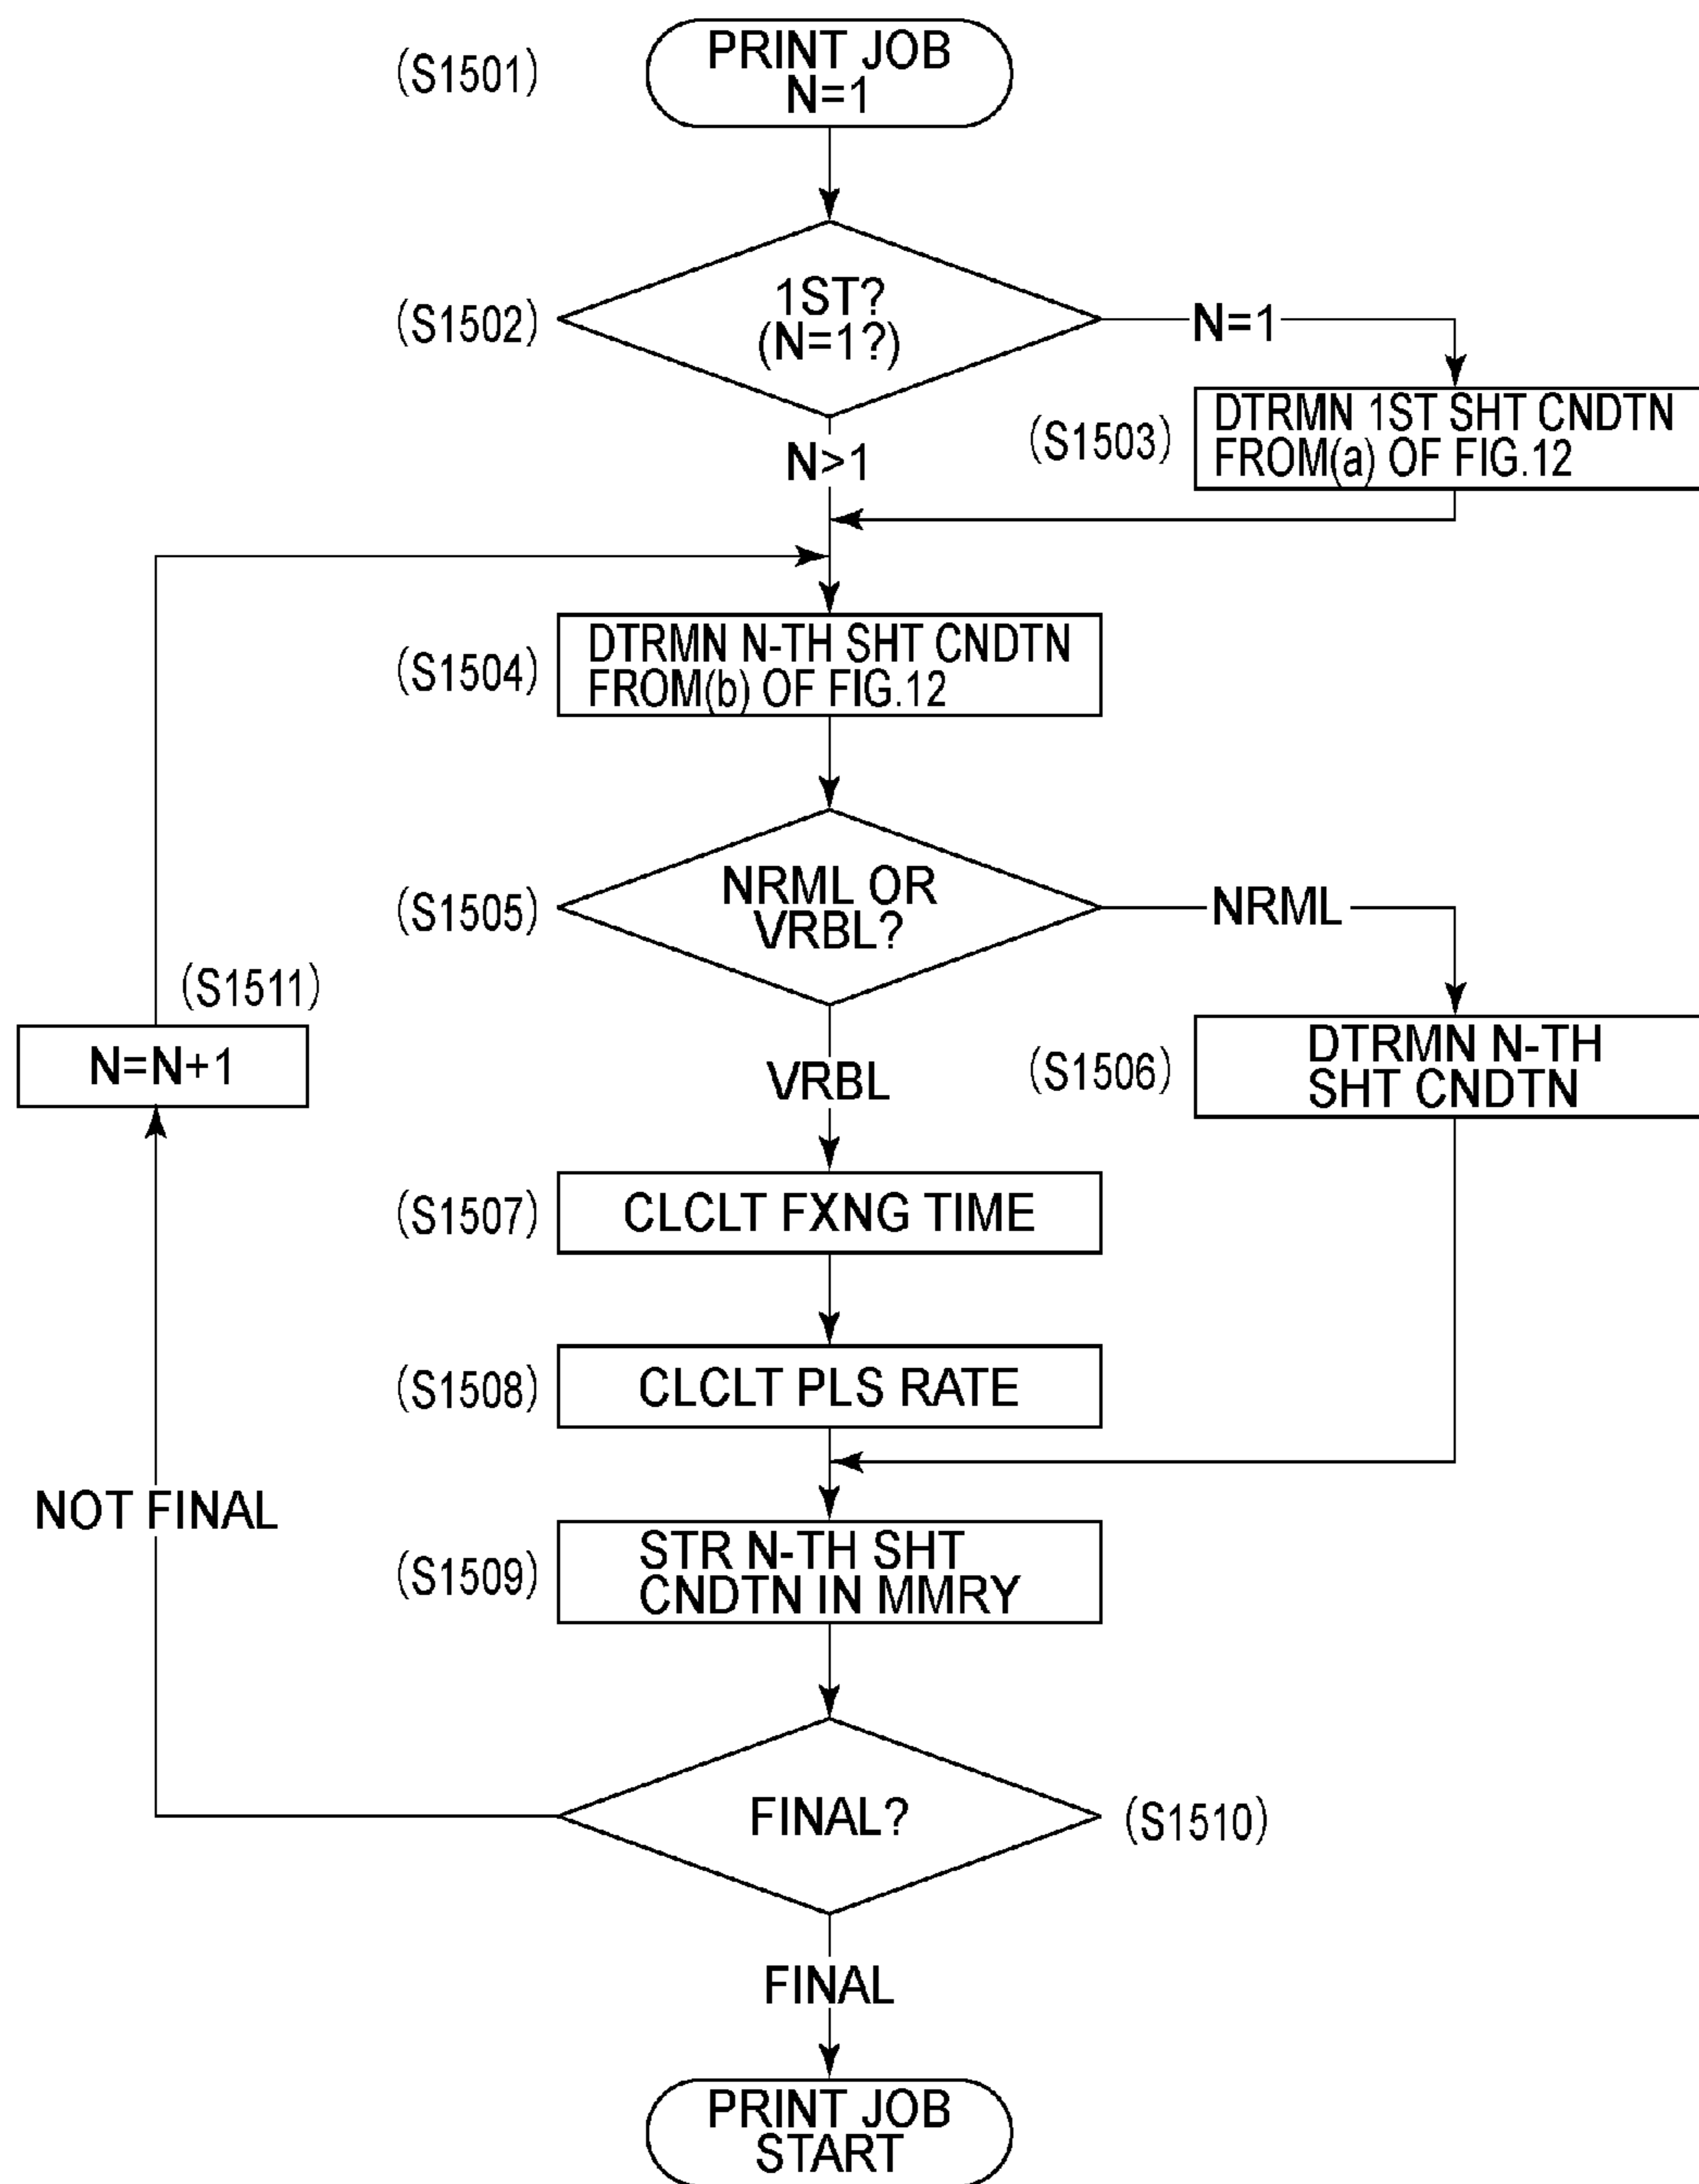 (S1501)
PRINT JOB
N=1
(S1502)
1ST?
(N=1?)
N=1
N>1
(S1503)
DTRMN 1ST SHT CNDTN
FROM(a) OF FIG.12
(S1504)
DTRMN N-TH SHT CNDTN
FROM(b) OF FIG.12
(S1505)
NRML OR
VRBL?
NRML
(S1511)
N=N+1
VRBL
(S1506)
DTRMN N-TH
SHT CNDTN
(S1507)
CLCLT FXNG TIME
(S1508)
CLCLT PLS RATE
NOT FINAL
(S1509)
STR N-TH SHT
CNDTN IN MMRY
FINAL?
(S1510)
FINAL
PRINT JOB
START